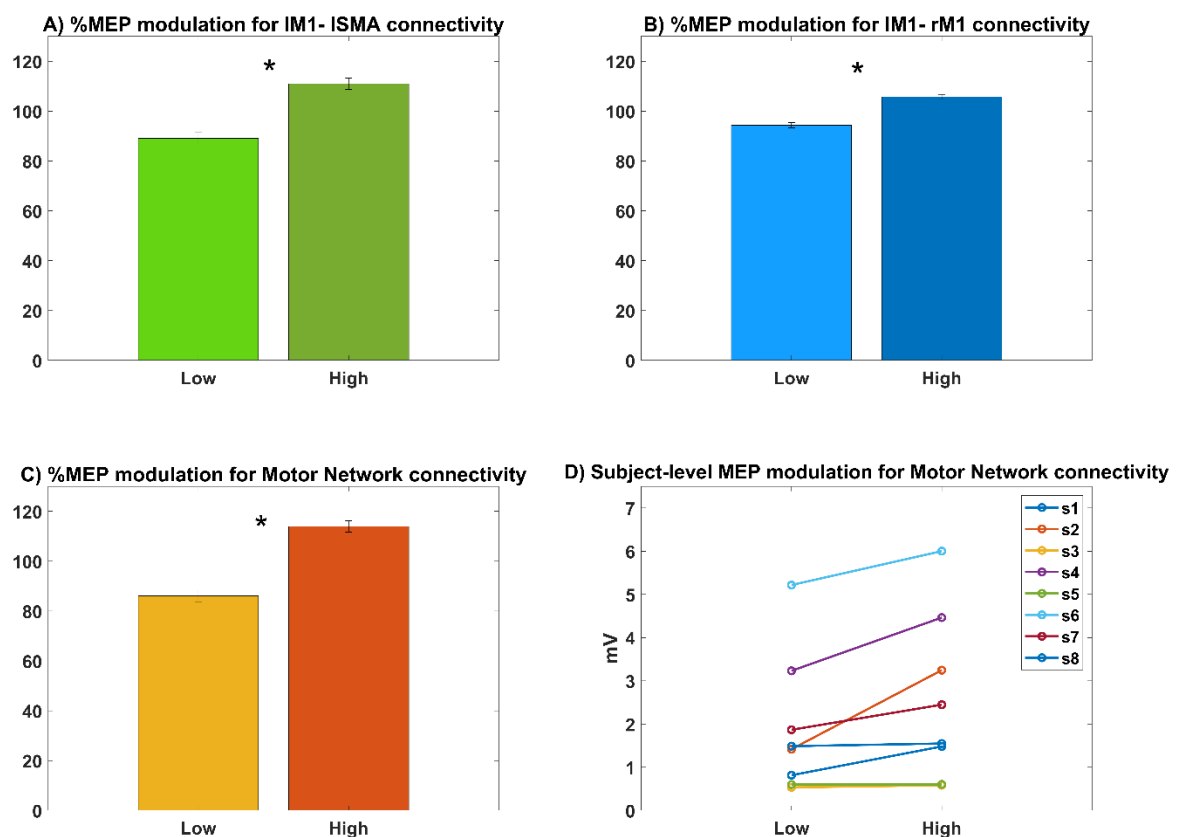 A) %MEP modulation for lM1- lSMA connectivity
120
100
80
60
40
20
0
*
Low High
B) %MEP modulation for lM1- rM1 connectivity
120
100
80
60
40
20
0
*
Low High
C) %MEP modulation for Motor Network connectivity
120
100
80
60
40
20
0
*
Low High
D) Subject-level MEP modulation for Motor Network connectivity
7
6
5
4
3
2
1
0
mV
s1
s2
s3
s4
s5
s6
s7
s8
Low High